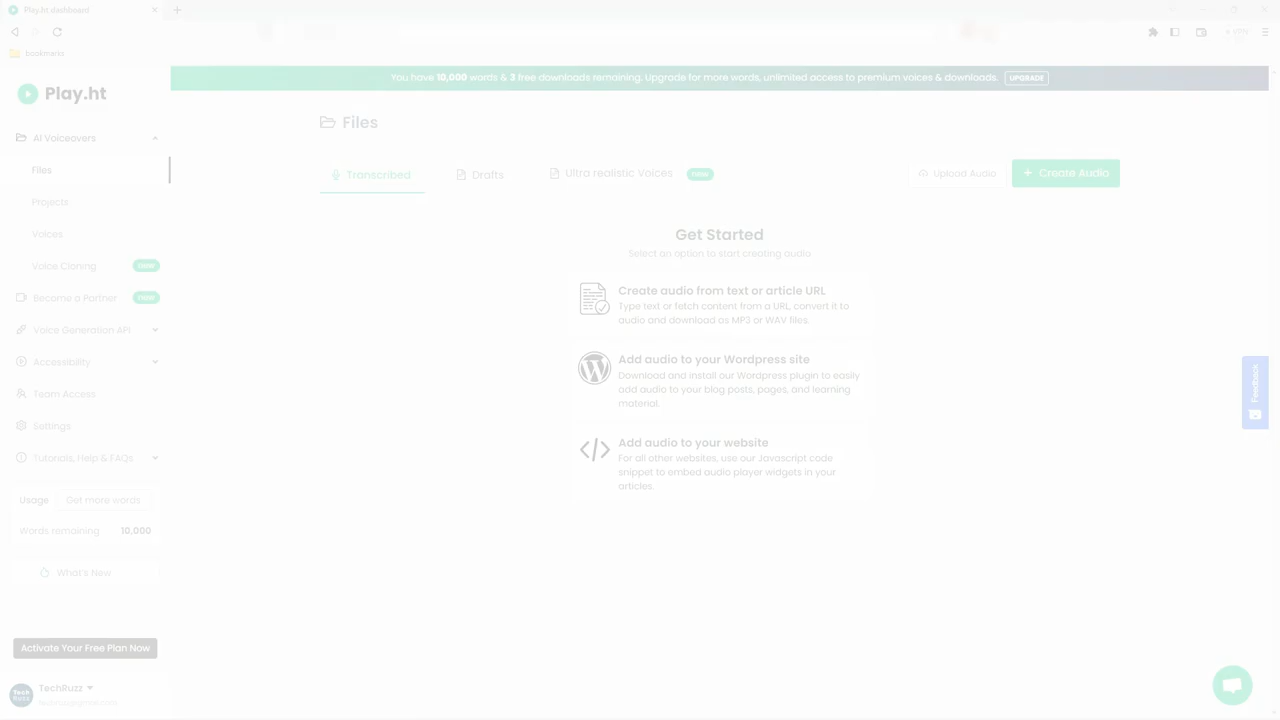 Play.ht dashboard
bookmarks
You have 10,000 words & 3 free downloads remaining. Upgrade for more words, unlimited access to premium voices & downloads. UPGRADE
Play.ht
AI Voiceovers
Files
Projects
Voices
Voice Cloning new
Become a Partner new
Voice Generation API
Accessibility
Team Access
Settings
Tutorials, Help & FAQs
Usage Get more words
Words remaining 10,000
What's New
Activate Your Free Plan Now
Tech Ruzz
TechRuzz
Files
Transcribed Drafts Ultra realistic Voices new Upload Audio + Create Audio
Get Started
Select an option to start creating audio
Create audio from text or article URL
Type text or fetch content from a URL, convert it to
audio and download as MP3 or WAV files.
Add audio to your Wordpress site
Download and install our Wordpress plugin to easily
add audio to your blog posts, pages, and learning
material.
Add audio to your website
For all other websites, use our Javascript code
snippet to embed audio player widgets in your
articles.
Feedback